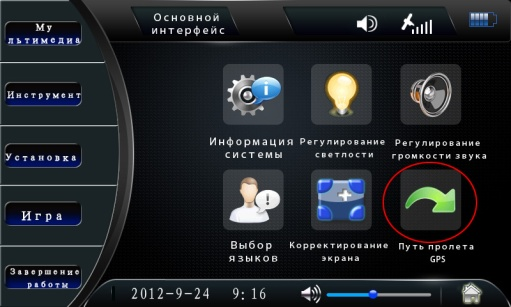 Основной
интерфейс
Му
льтимедиа
Инструмент
Установка
Игра
Завершение
работы
Информация
системы
Регулирование
светлости
Регулирование
громкости звука
Выбор
языков
Корректирование
экрана
Путь пролета
GPS
2012-9-24 9:16